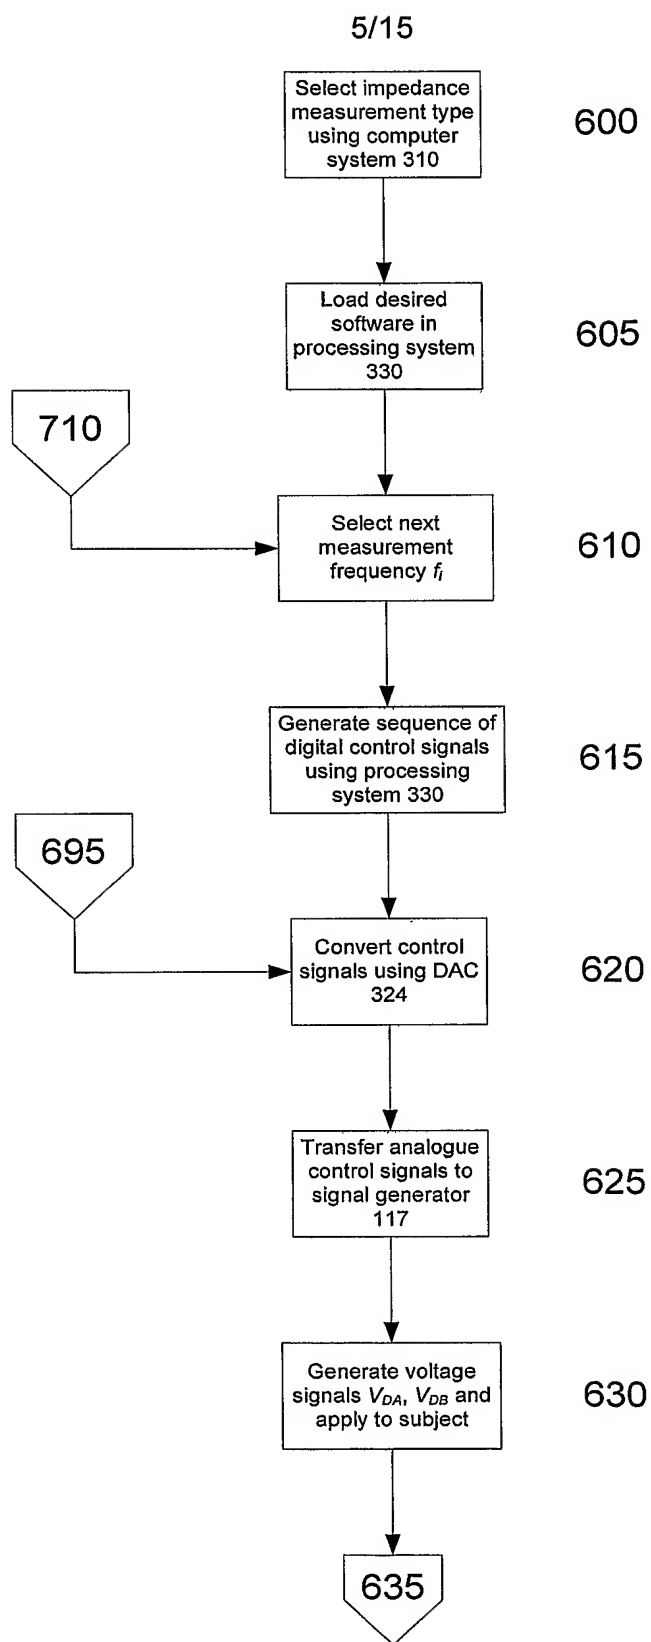 5/15
Select impedance
measurement type
using computer
system 310
600
Load desired
software in
processing system
330
605
710
Select next
measurement
frequency fi
610
Generate sequence of
digital control signals
using processing
system 330
615
695
Convert control
signals using DAC
324
620
Transfer analogue
control signals to
signal generator
117
625
Generate voltage
signals VDA, VDB and
apply to subject
630
635